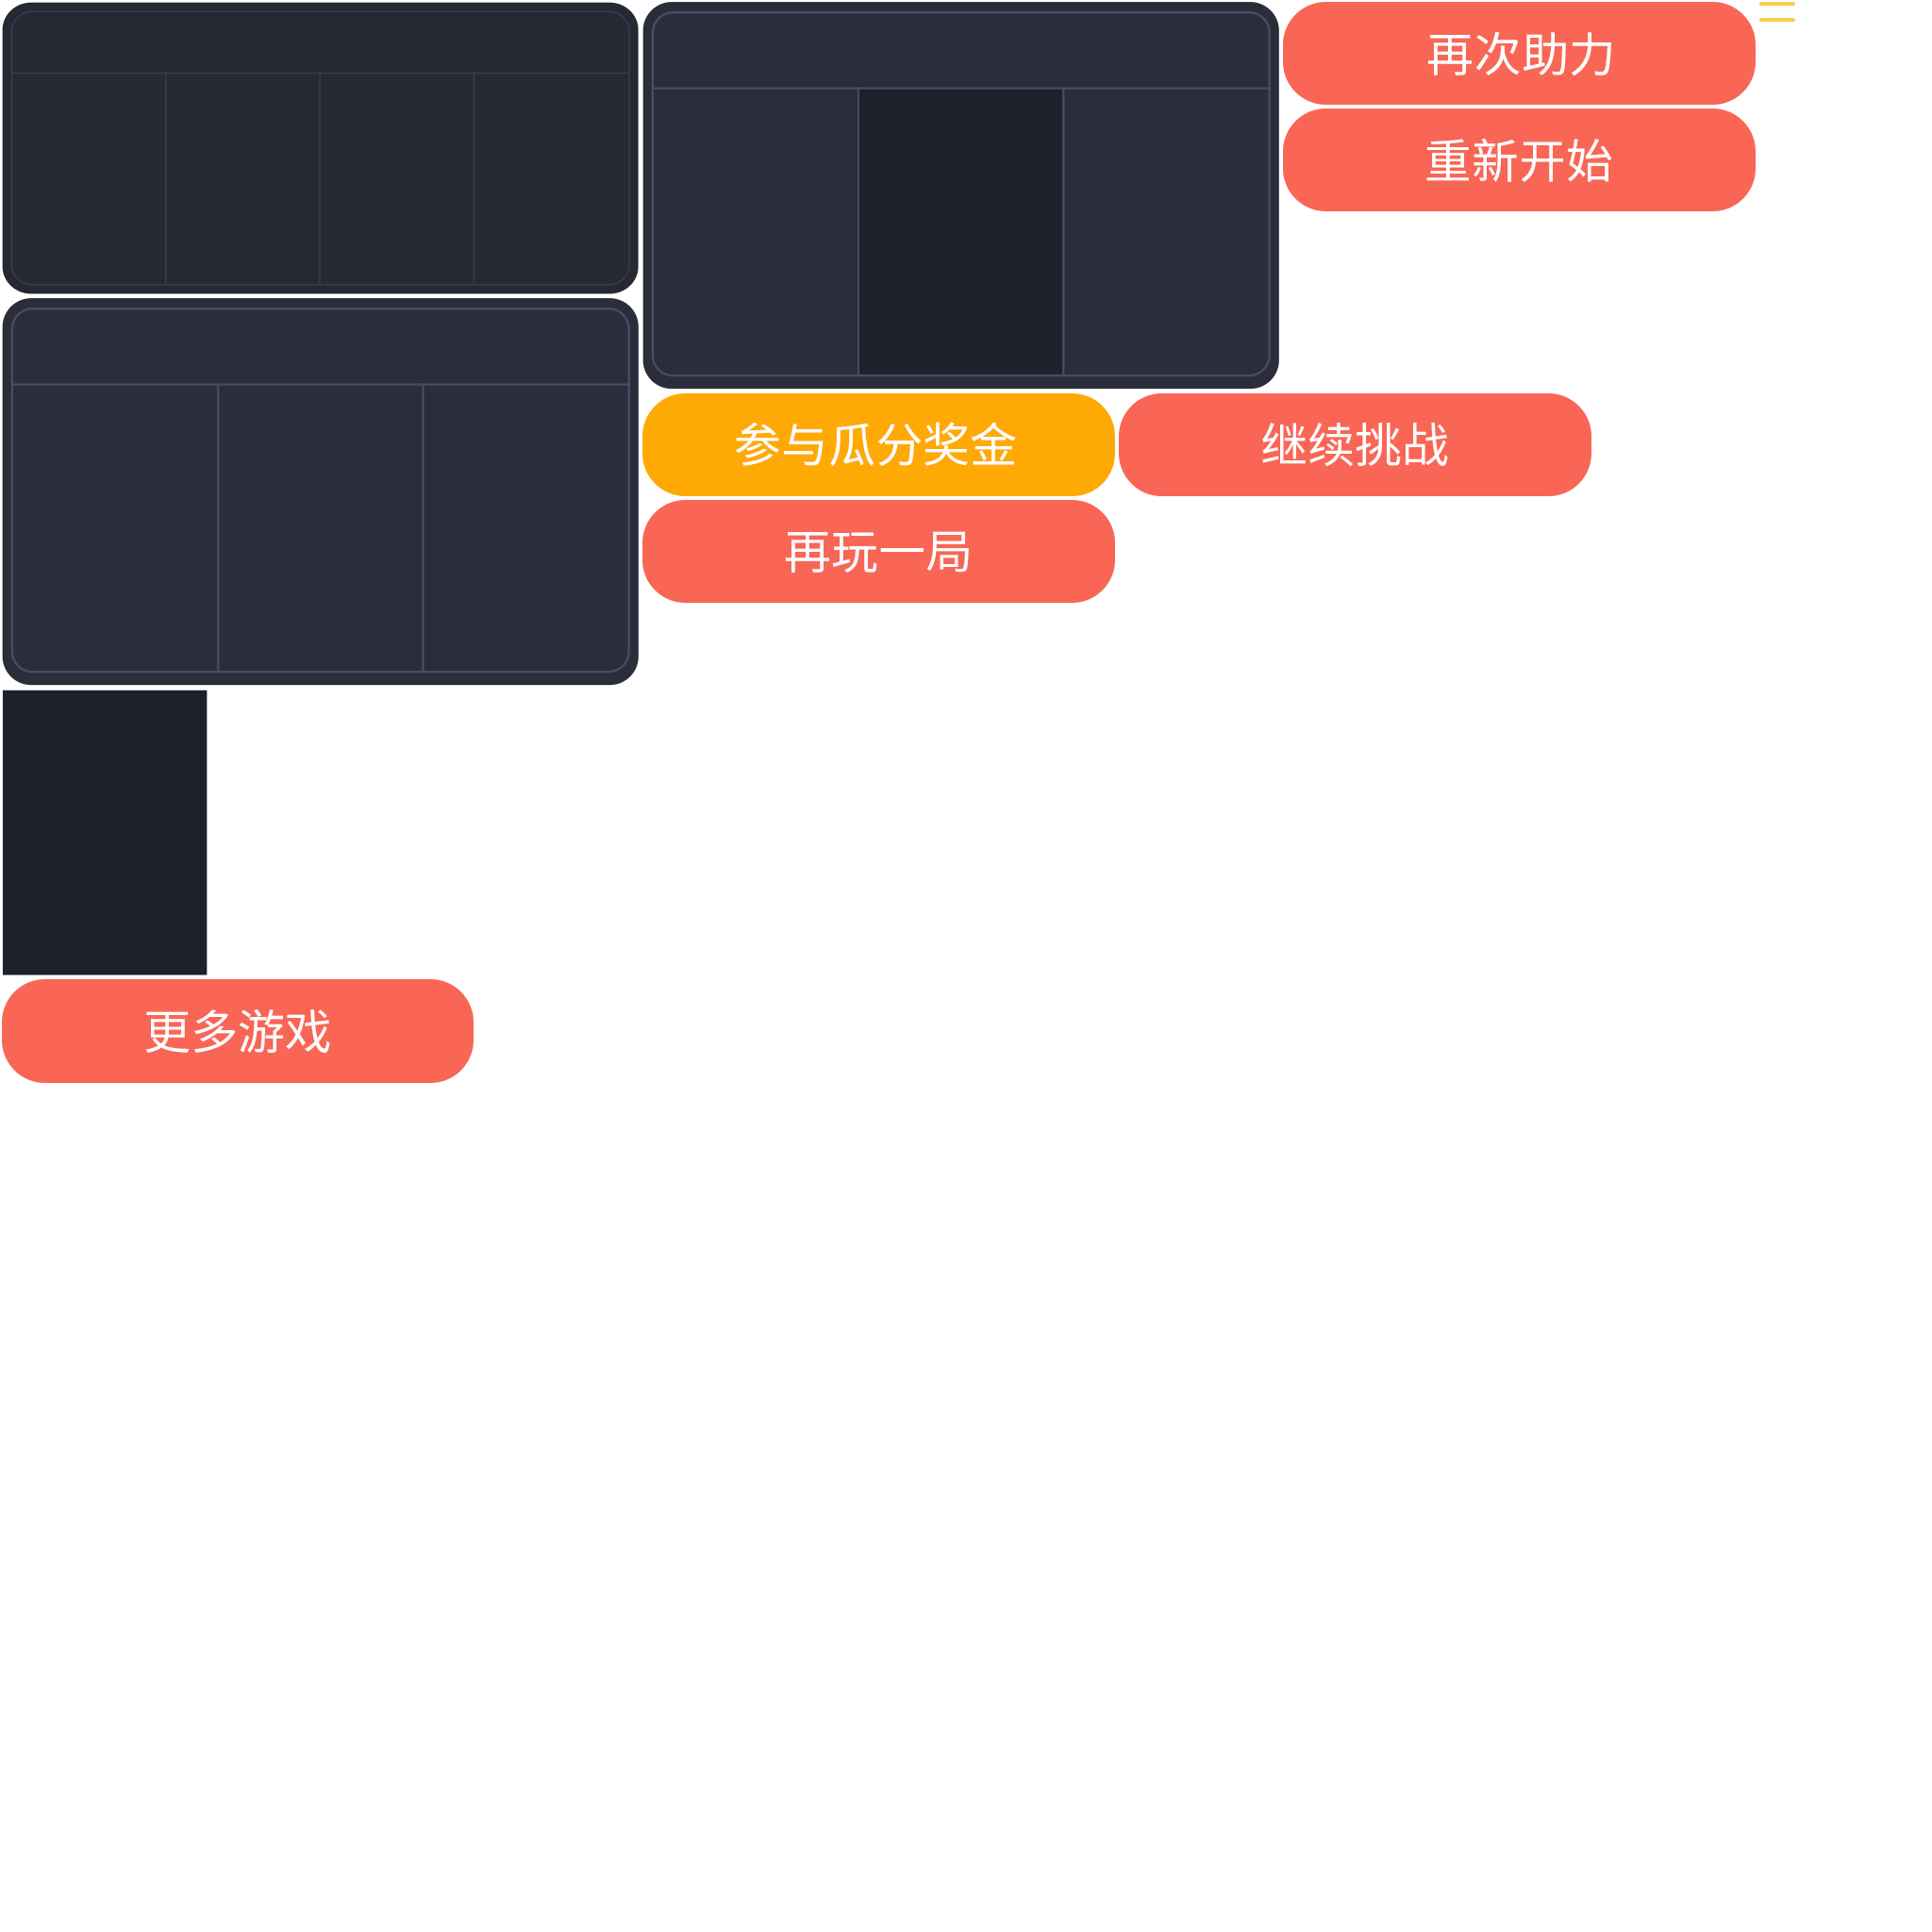 再次助力
重新开始
参与瓜分奖金
继续挑战
再玩一局
更多游戏